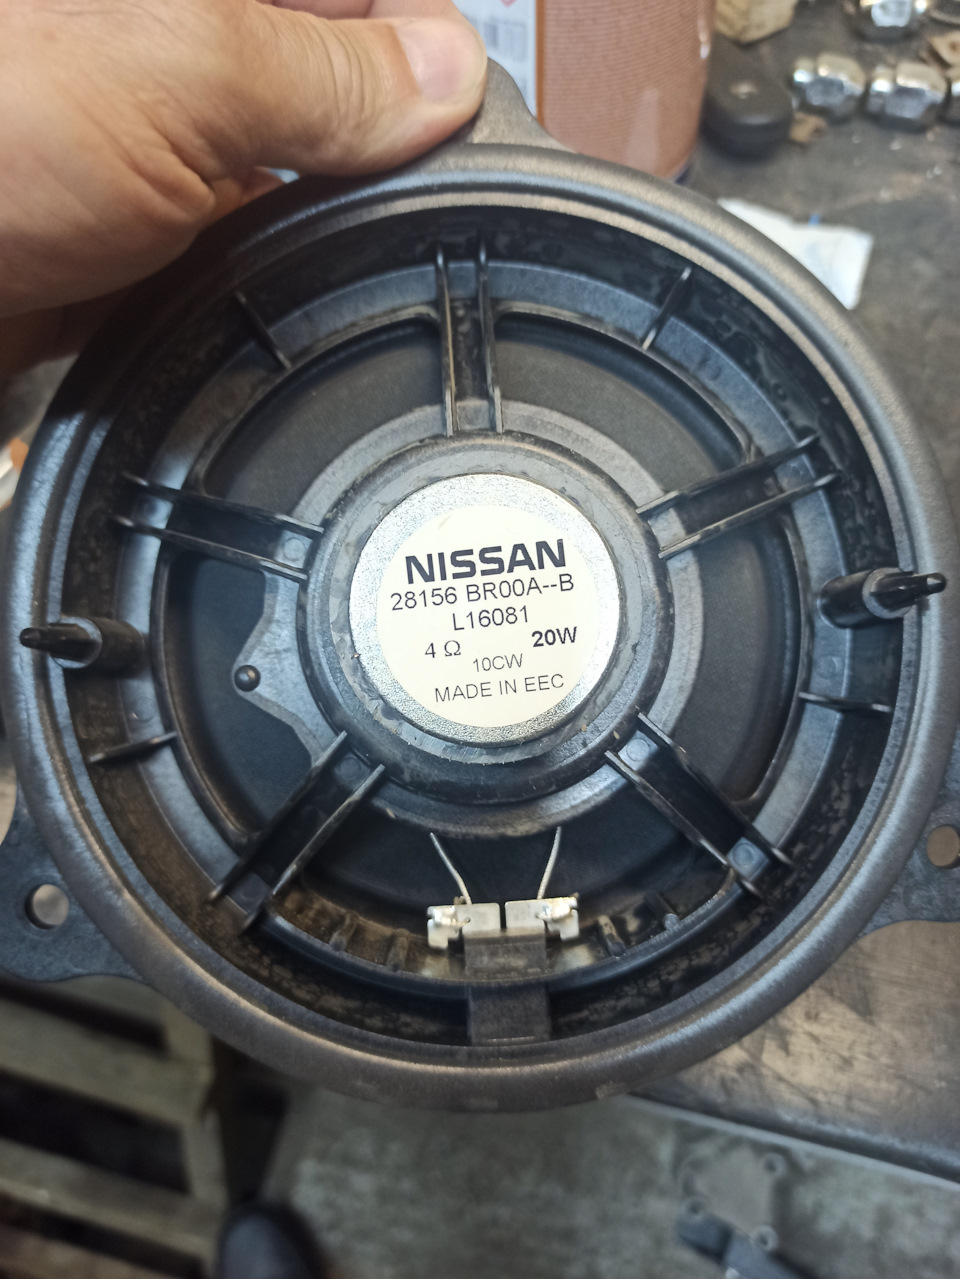 NISSAN
28156 BR00A--B
L16081
4 Ω 20W
10CW
MADE IN EEC